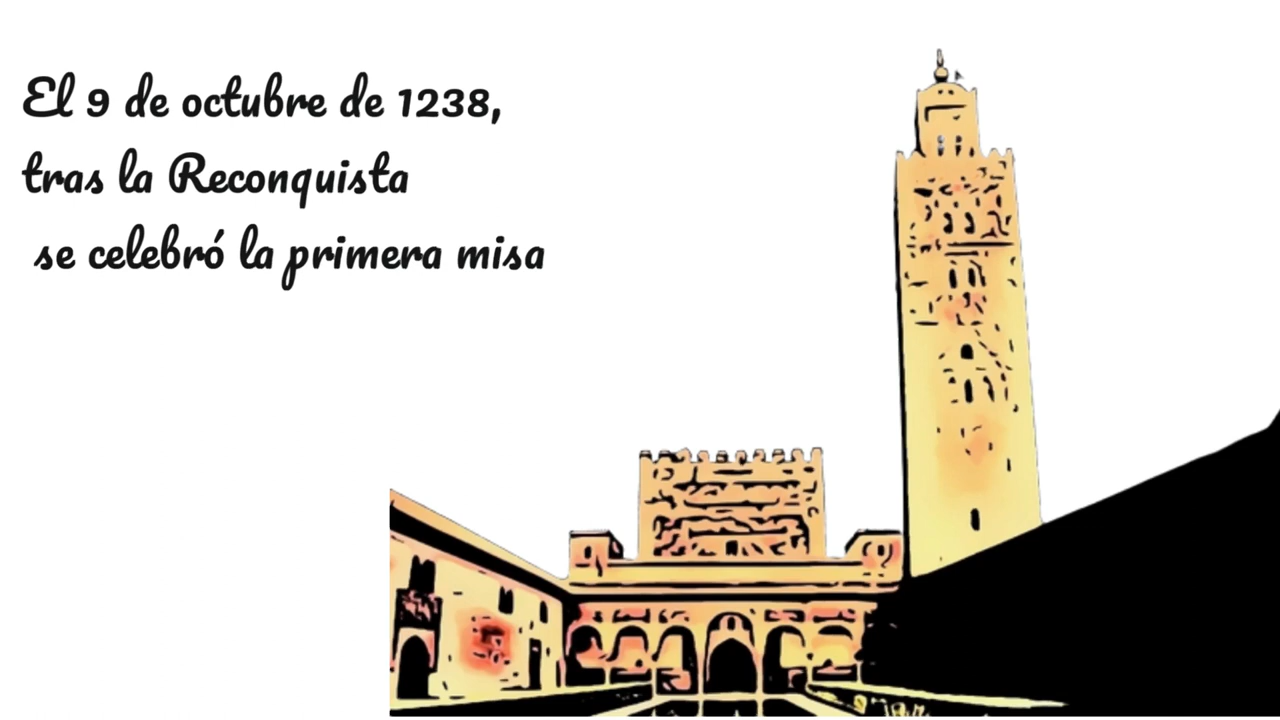 El 9 de octubre de 1238,
tras la Reconquista
se celebró la primera misa